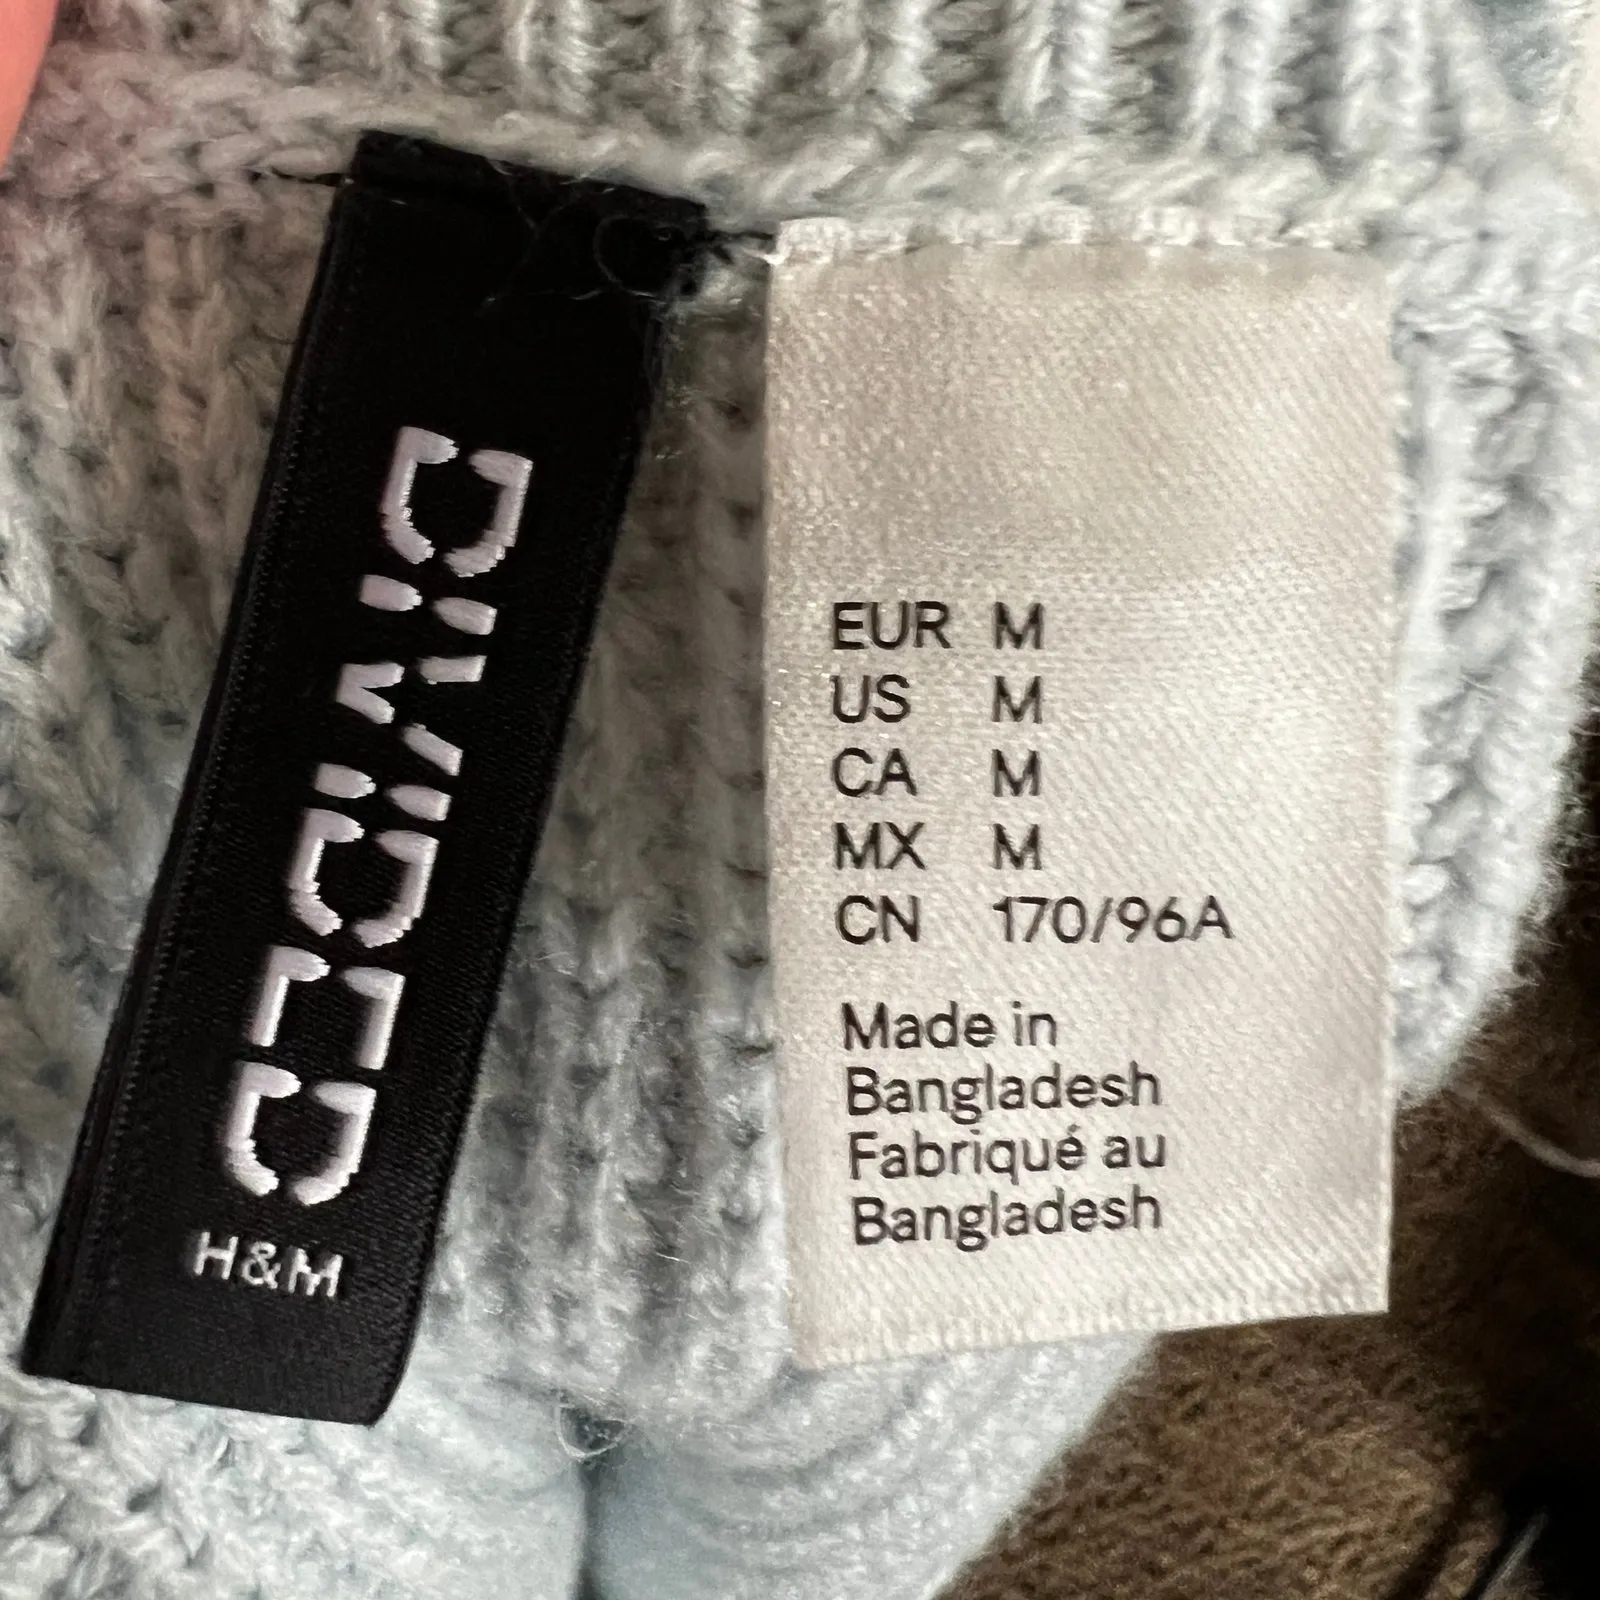 DIVIDED
H&M
EUR M
US M
CA M
MX M
CN 170/96A
Made in
Bangladesh
Fabriqué au
Bangladesh